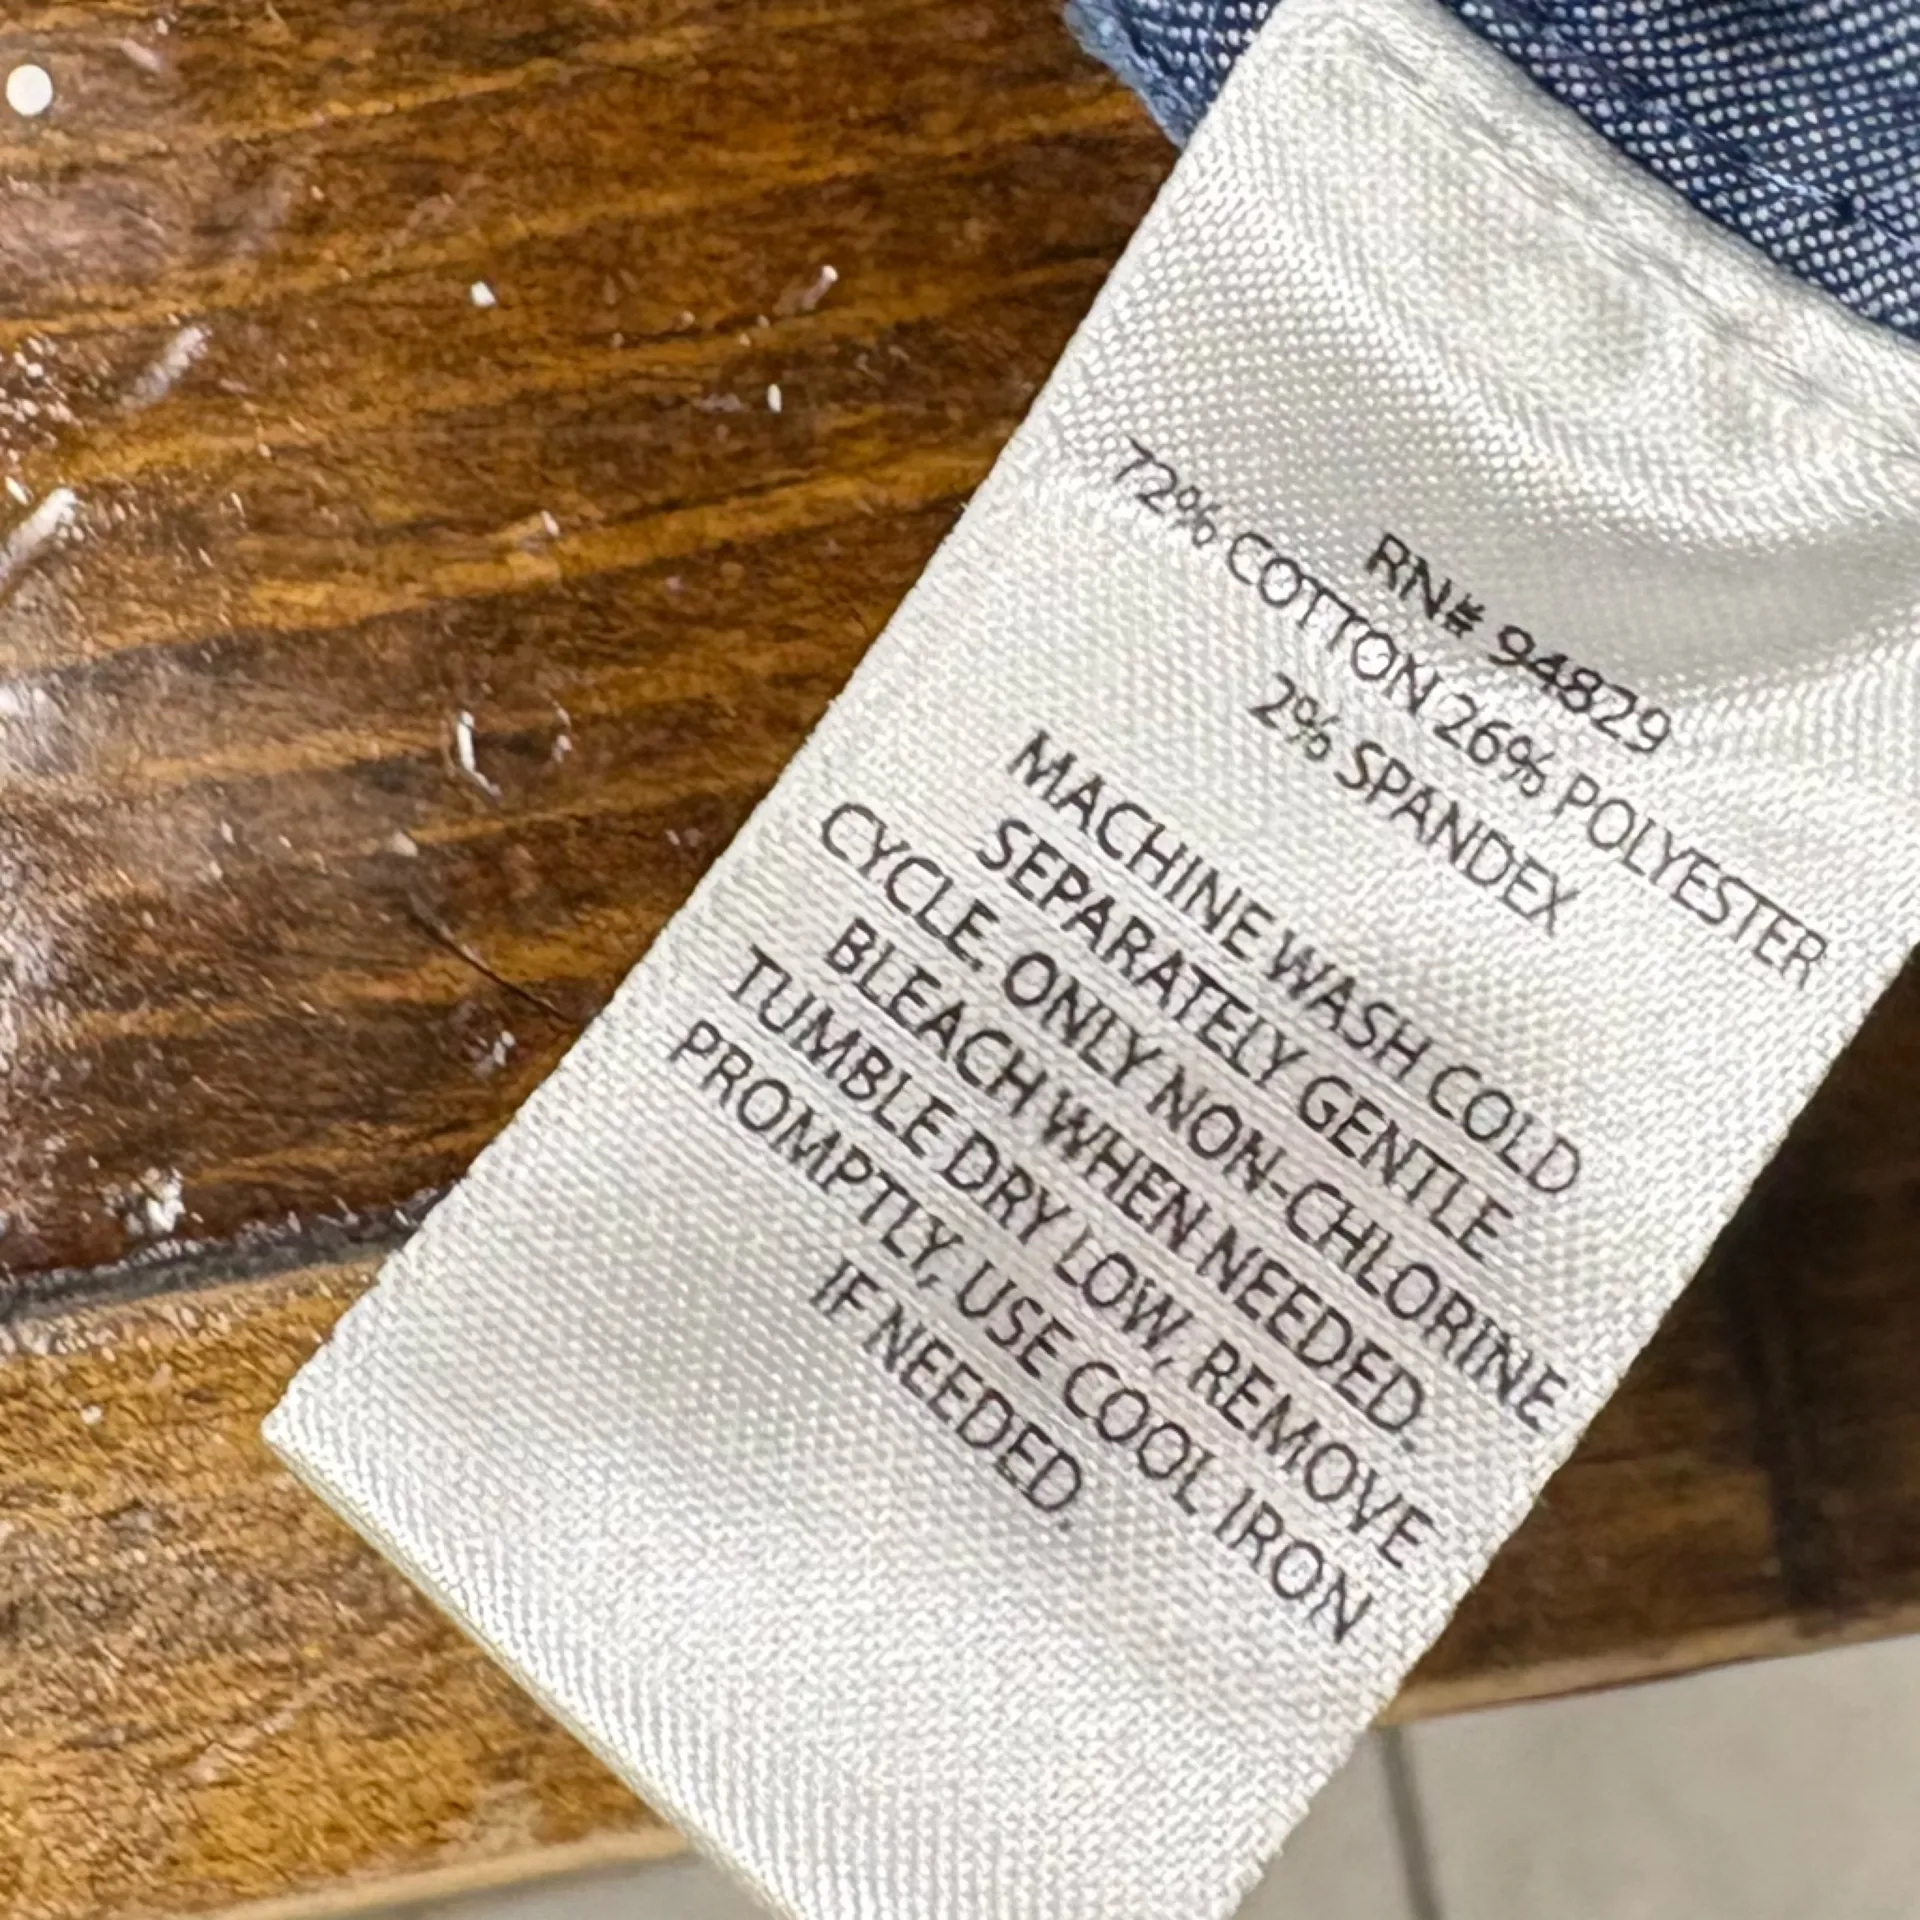 RN# 94829
72% COTTON 26% POLYESTER
2% SPANDEX
MACHINE WASH COLD
SEPARATELY GENTLE
CYCLE. ONLY NON-CHLORINE
BLEACH WHEN NEEDED.
TUMBLE DRY LOW, REMOVE
PROMPTLY, USE COOL IRON
IF NEEDED.